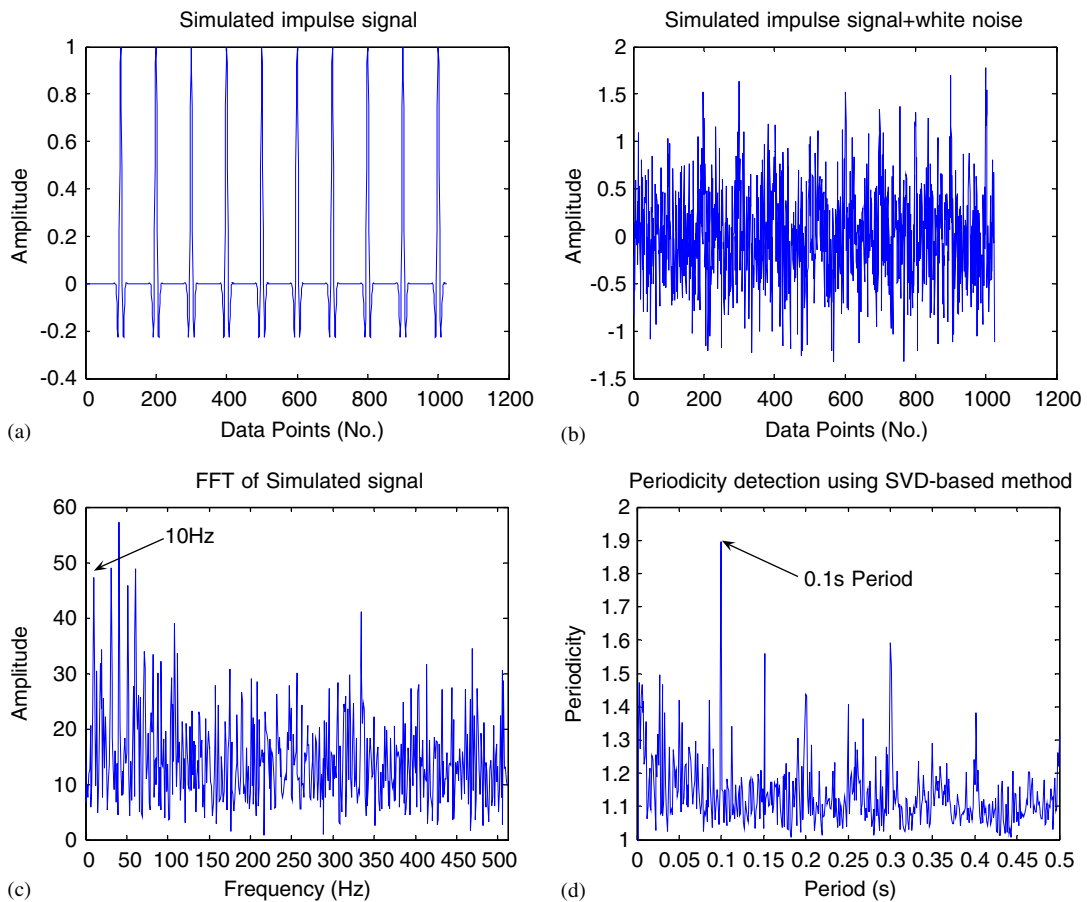 Simulated impulse signal
1
0.8
0.6
0.4
0.2
0
-0.2
-0.4
Amplitude
0 200 400 600 800 1000 1200
Data Points (No.)
(a)
Simulated impulse signal+white noise
2
1.5
1
0.5
0
-0.5
-1
-1.5
Amplitude
0 200 400 600 800 1000 1200
Data Points (No.)
(b)
FFT of Simulated signal
60
50
40
30
20
10
0
Amplitude
10Hz
0 50 100 150 200 250 300 350 400 450 500
Frequency (Hz)
(c)
Periodicity detection using SVD-based method
2
1.9
1.8
1.7
1.6
1.5
1.4
1.3
1.2
1.1
1
Periodicity
0.1s Period
0 0.05 0.1 0.15 0.2 0.25 0.3 0.35 0.4 0.45 0.5
Period (s)
(d)